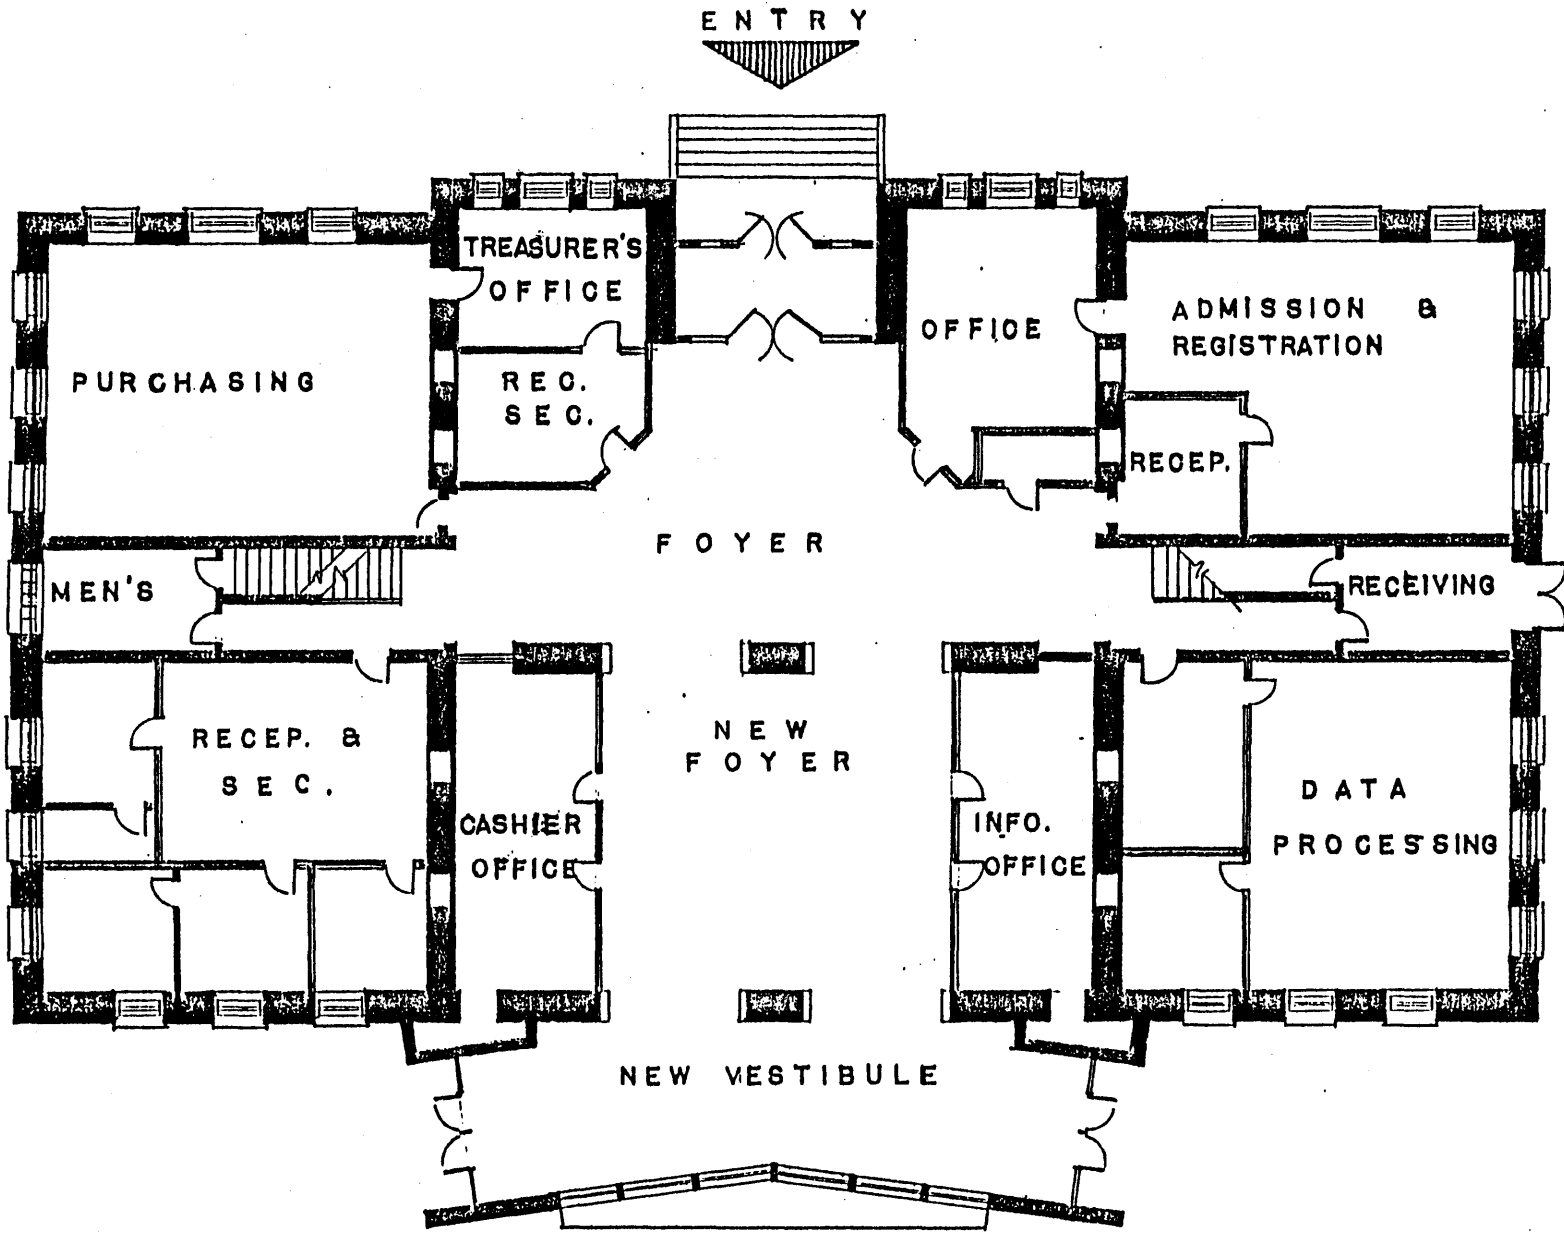 ENTRY
TREASURER'S
OFFICE
OFFICE
ADMISSION &
REGISTRATION
PURCHASING
REC.
SEC.
RECEP.
FOYER
MEN'S
RECEIVING
RECEP. &
SEC.
NEW
FOYER
CASHIER
OFFICE
INFO.
OFFICE
DATA
PROCESSING
NEW VESTIBULE